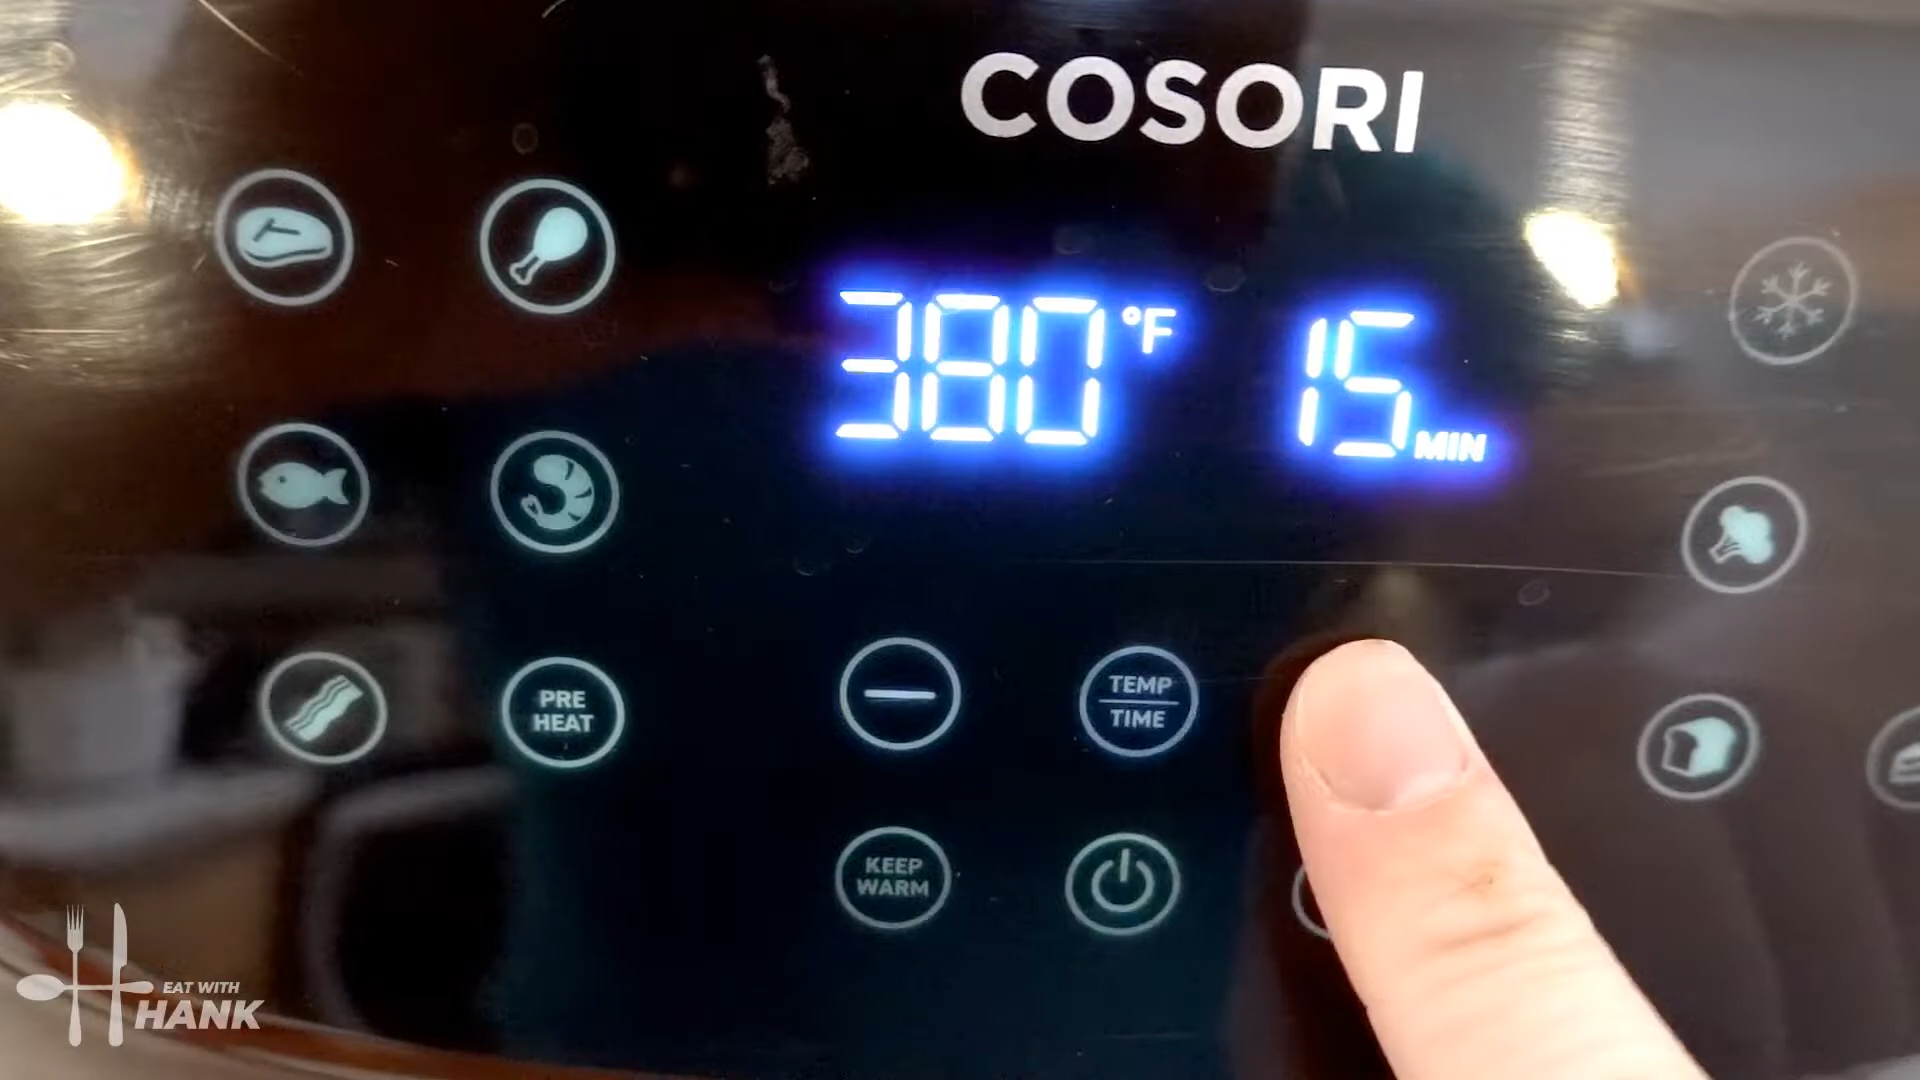 COSORI
380 °F 15 MIN
PRE
HEAT
TEMP
TIME
KEEP
WARM
EAT WITH
HANK